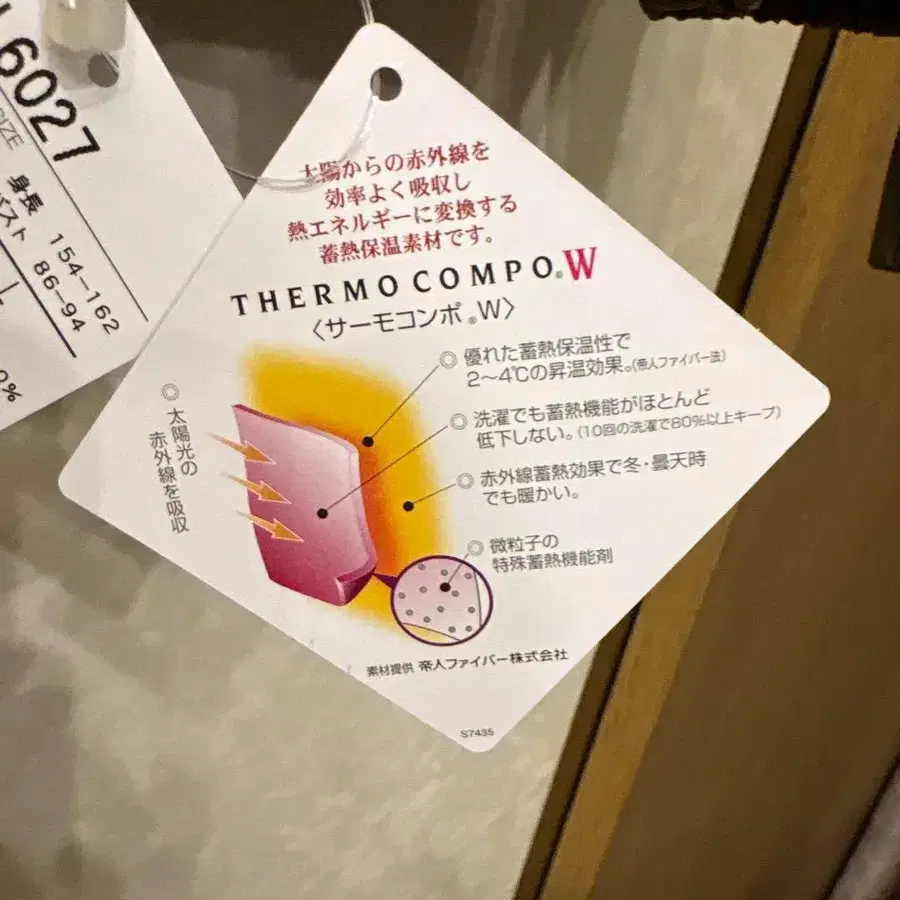 6027
SIZE
身長 154-162
バスト 86-94
L
%
太陽からの赤外線を
効率よく吸収し
熱エネルギーに変換する
蓄熱保温素材です。
THERMO COMPO®W
〈サーモコンポ®W〉
◎ 優れた蓄熱保温性で
2〜4℃の昇温効果。(帝人ファイバー法)
◎ 洗濯でも蓄熱機能がほとんど
低下しない。(10回の洗濯で80%以上キープ)
◎ 赤外線蓄熱効果で冬・曇天時
でも暖かい。
◎ 微粒子の
特殊蓄熱機能剤
◎ 太陽光の
赤外線を吸収
素材提供 帝人ファイバー株式会社
S7435